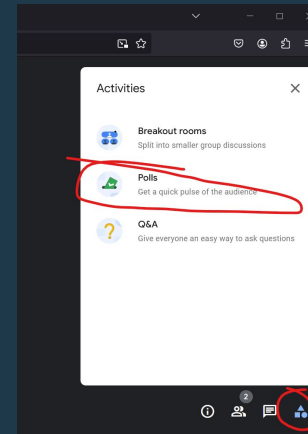 Activities
Breakout rooms
Split into smaller group discussions
Polls
Get a quick pulse of the audience
Q&A
Give everyone an easy way to ask questions
2